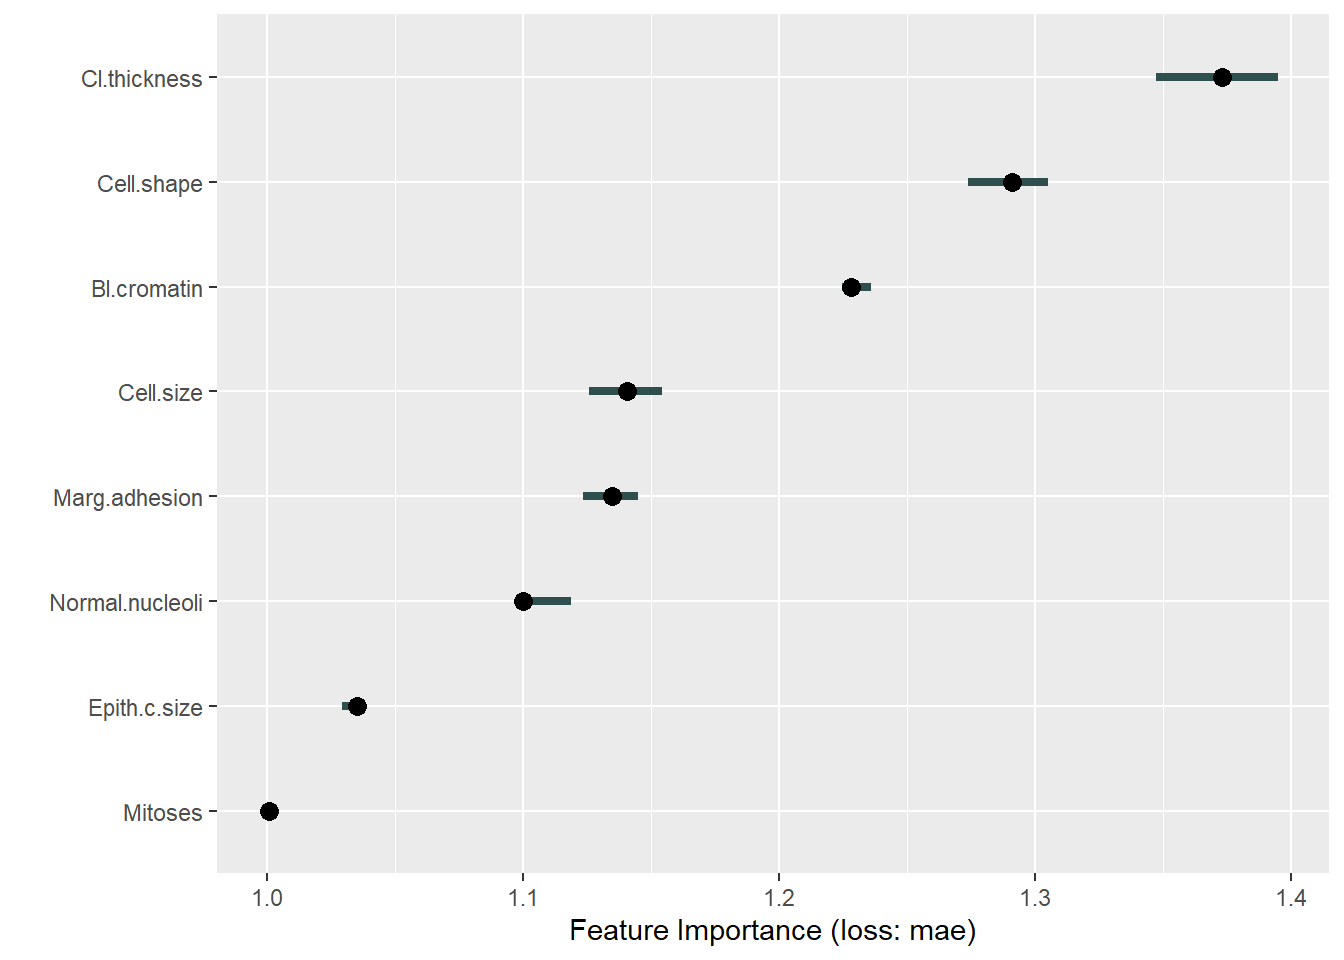 Cl.thickness
Cell.shape
Bl.cromatin
Cell.size
Marg.adhesion
Normal.nucleoli
Epith.c.size
Mitoses
1.0 1.1 1.2 1.3 1.4
Feature Importance (loss: mae)